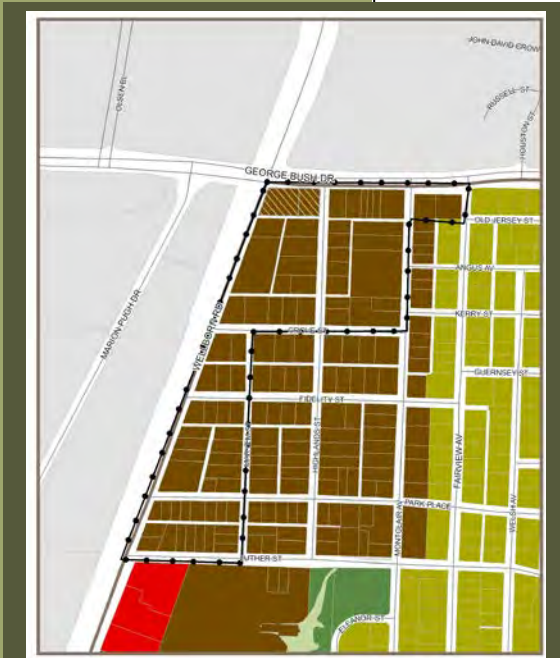 JOHN DAVID CROW
OLSEN BL
RUSSELL ST
HOUSTON ST
GEORGE BUSH DR
OLD JERSEY ST
ANGUS AV
MARION PUGH DR
WELLBORN RD
KERRY ST
GROVE ST
GUERNSEY ST
FIDELITY ST
HIGHLANDS ST
FAIRVIEW AV
MONTCLAIR AV
WELSH AV
PARK PLACE
LUTHER ST
ELEANOR ST